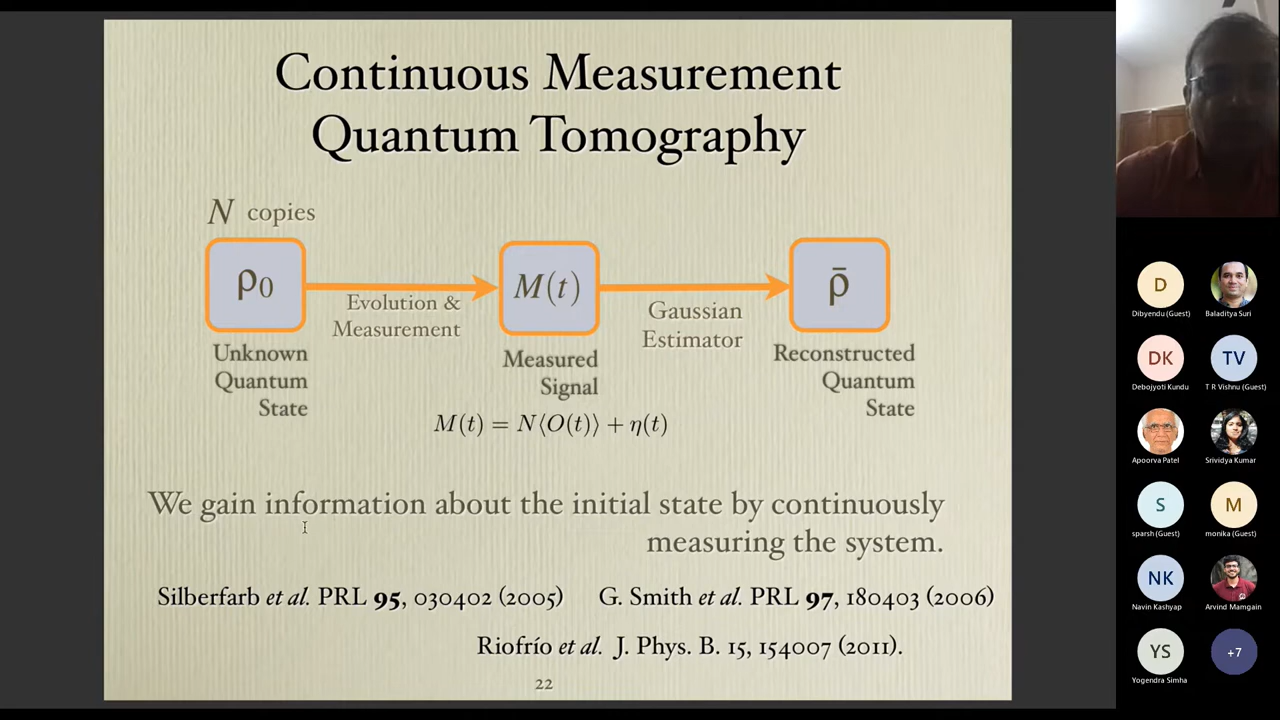 Continuous Measurement
Quantum Tomography
N copies
ρ0
Evolution &
Measurement
M(t)
Gaussian
Estimator
ρ̄
Unknown
Quantum
State
Measured
Signal
Reconstructed
Quantum
State
M(t) = N⟨O(t)⟩ + η(t)
We gain information about the initial state by continuously
measuring the system.
Silberfarb et al. PRL 95, 030402 (2005) G. Smith et al. PRL 97, 180403 (2006)
Riofrío et al. J. Phys. B. 15, 154007 (2011).
22
D
Dibyendu (Guest)
Baladitya Suri
DK
Debojyoti Kundu
TV
T R Vishnu (Guest)
Apoorva Patel
Srividya Kumar
S
sparsh (Guest)
M
monika (Guest)
NK
Navin Kashyap
Arvind Mamgain
YS
Yogendra Simha
+7